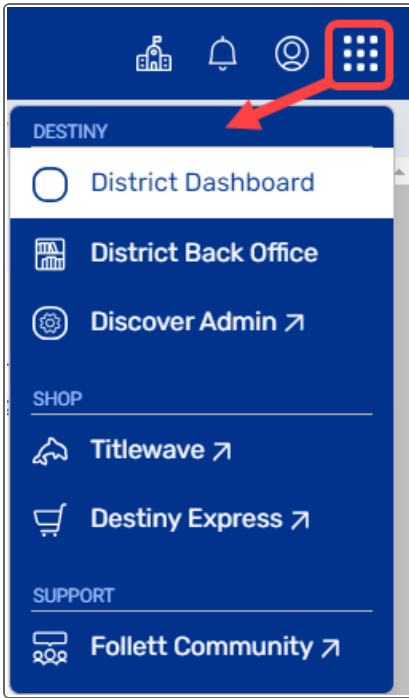 DESTINY
District Dashboard
District Back Office
Discover Admin
SHOP
Titlewave
Destiny Express
SUPPORT
Follett Community